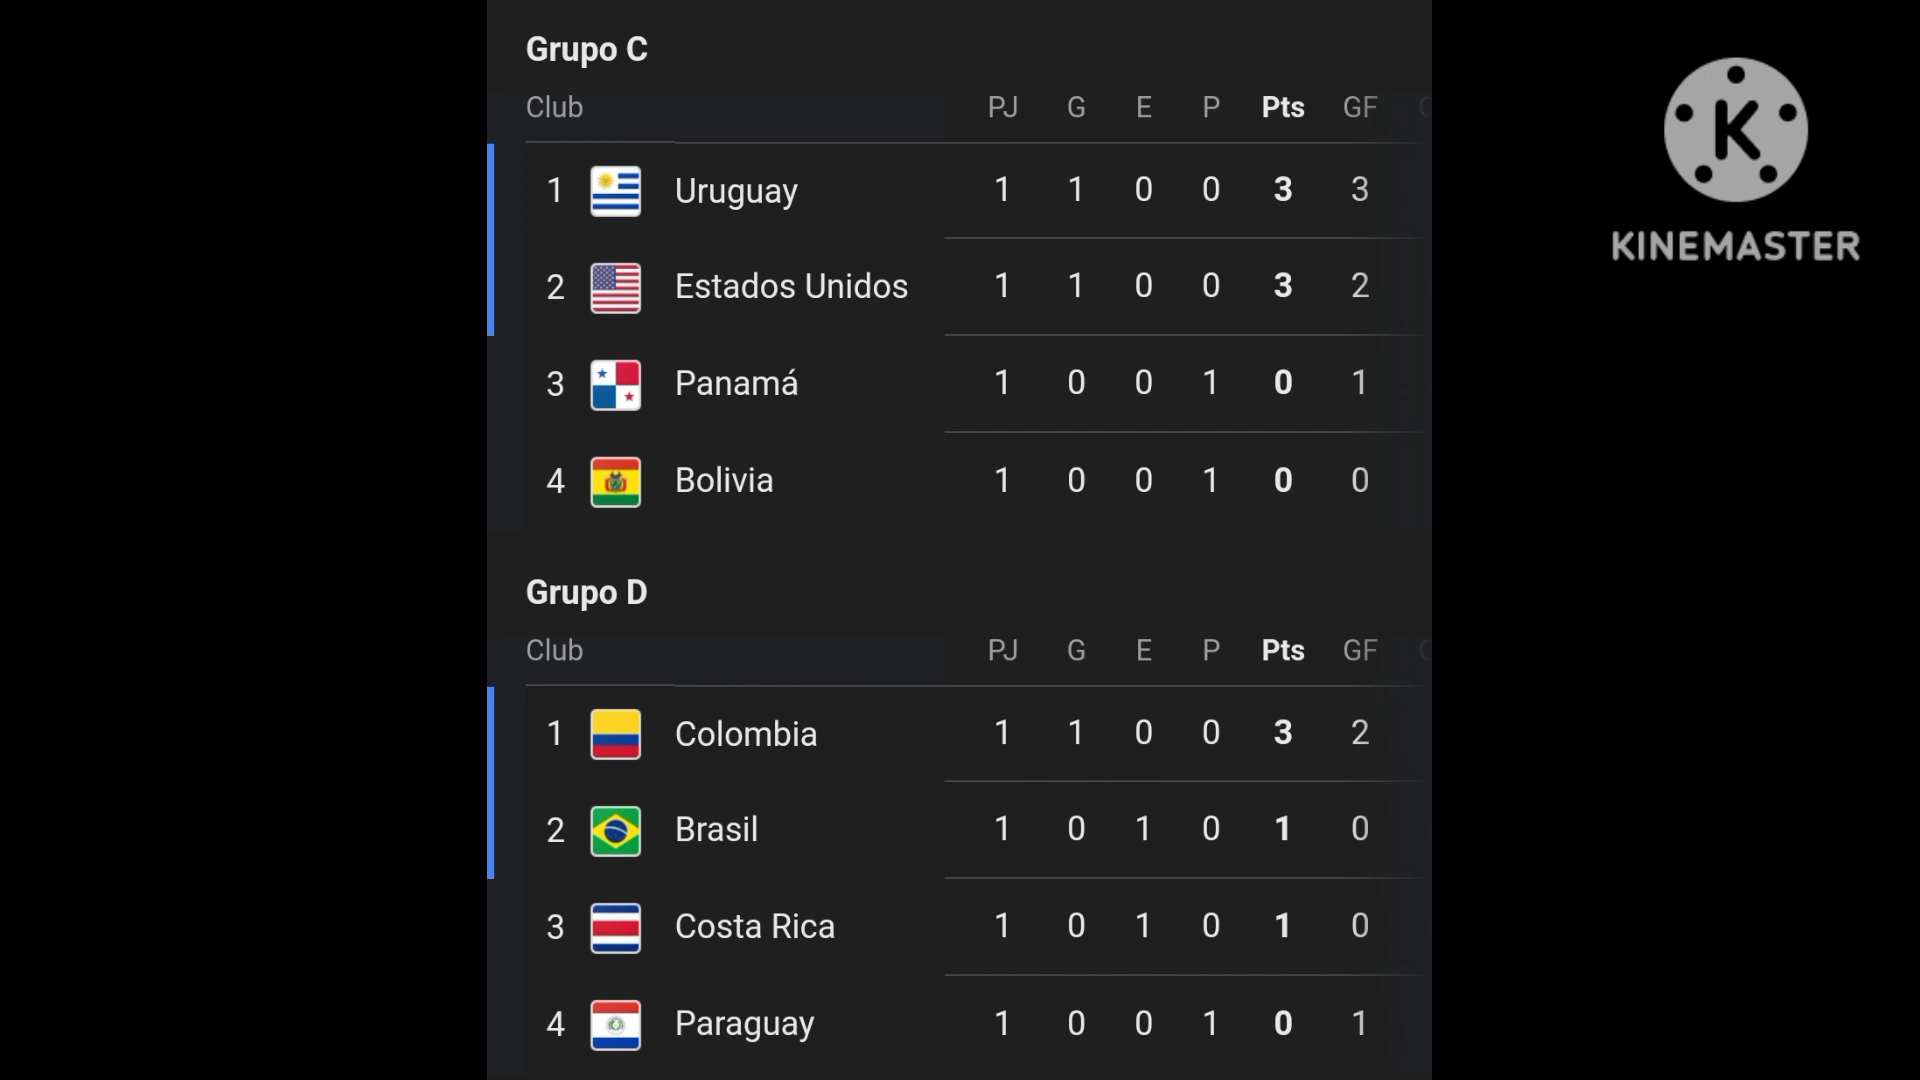 Grupo C
Club PJ G E P Pts GF
1 Uruguay 1 1 0 0 3 3
2 Estados Unidos 1 1 0 0 3 2
3 Panamá 1 0 0 1 0 1
4 Bolivia 1 0 0 1 0 0
Grupo D
Club PJ G E P Pts GF
1 Colombia 1 1 0 0 3 2
2 Brasil 1 0 1 0 1 0
3 Costa Rica 1 0 1 0 1 0
4 Paraguay 1 0 0 1 0 1
K
KINEMASTER